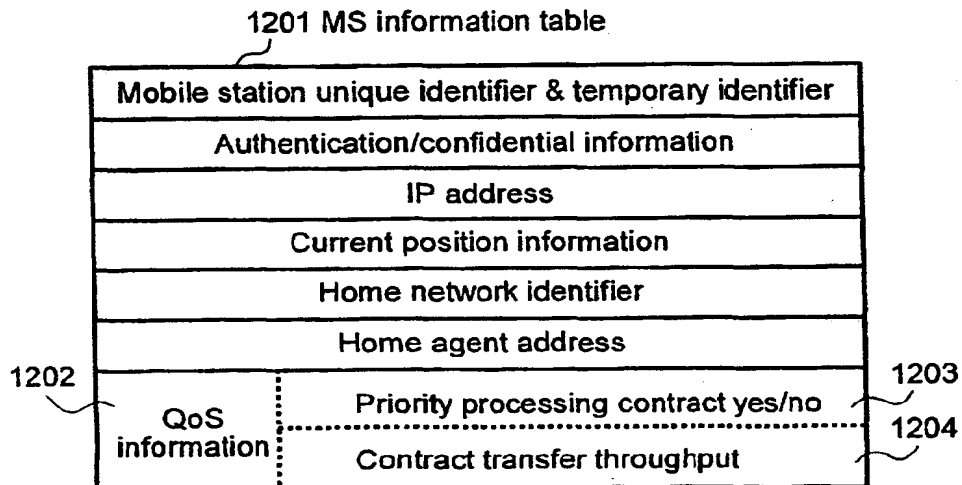 1201 MS information table
Mobile station unique identifier & temporary identifier
Authentication/confidential information
IP address
Current position information
Home network identifier
Home agent address
1202
QoS
information
Priority processing contract yes/no
1203
Contract transfer throughput
1204